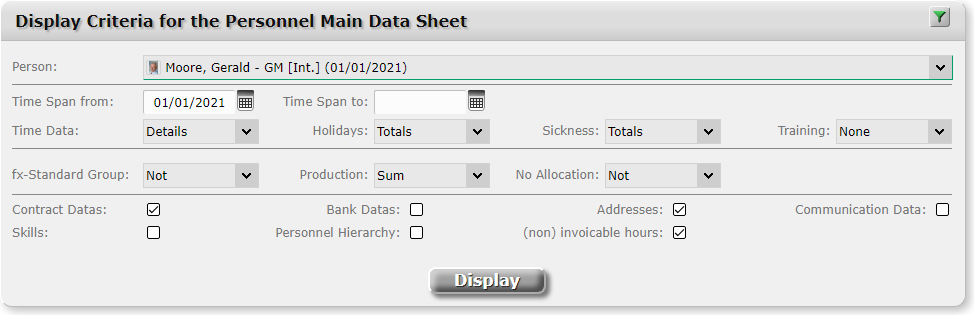 Display Criteria for the Personnel Main Data Sheet
Person: Moore, Gerald - GM [Int.] (01/01/2021)
Time Span from: 01/01/2021 Time Span to:
Time Data: Details Holidays: Totals Sickness: Totals Training: None
fx-Standard Group: Not Production: Sum No Allocation: Not
Contract Datas: Bank Datas: Addresses: Communication Data:
Skills: Personnel Hierarchy: (non) invoicable hours:
Display